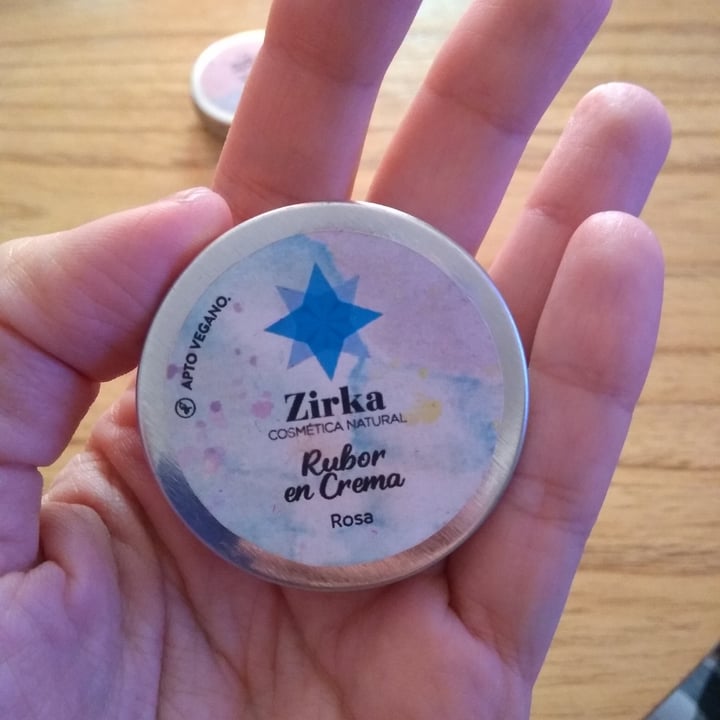 APTO VEGANO.
Zirka
COSMÉTICA NATURAL
Rubor
en Crema
Rosa